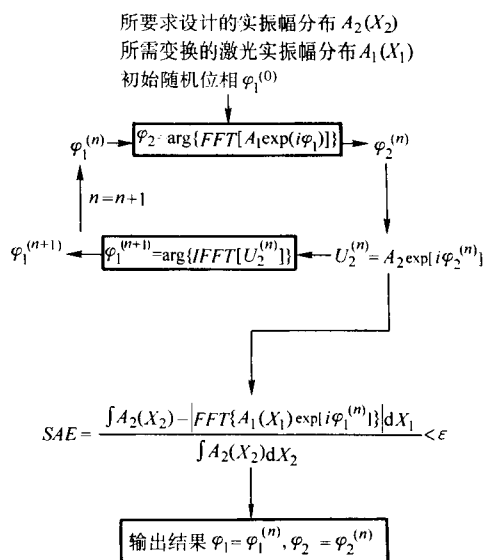 所要求设计的实振幅分布 A₂(X₂)
所需变换的激光实振幅分布 A₁(X₁)
初始随机位相 φ₁⁽⁰⁾
φ₁⁽ⁿ⁾
φ₂=arg{FFT[A₁exp(iφ₁)]}
φ₂⁽ⁿ⁾
n=n+1
φ₁⁽ⁿ⁺¹⁾
φ₁⁽ⁿ⁺¹⁾=arg{IFFT[U₂⁽ⁿ⁾]}
U₂⁽ⁿ⁾=A₂exp[iφ₂⁽ⁿ⁾]
∫A₂(X₂)-|FFT{A₁(X₁)exp[iφ₁⁽ⁿ⁾]}|dX₁
SAE= <ε
∫A₂(X₂)dX₂
输出结果 φ₁=φ₁⁽ⁿ⁾,φ₂=φ₂⁽ⁿ⁾